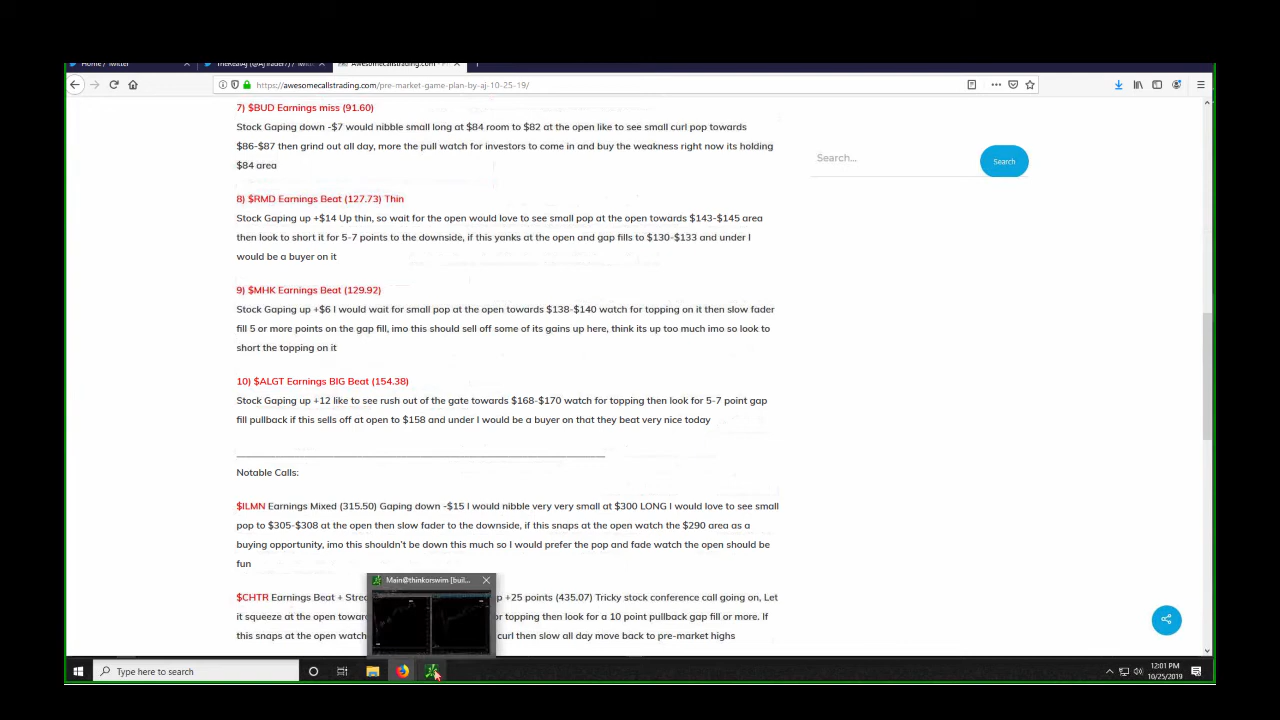 Home / Twitter
TheRealAJ (@AjTrader7) / Twitt
Awesomecallstrading.com -
https://awesomecallstrading.com/pre-market-game-plan-by-aj-10-25-19/
7) $BUD Earnings miss (91.60)
Stock Gaping down -$7 would nibble small long at $84 room to $82 at the open like to see small curl pop towards
$86-$87 then grind out all day, more the pull watch for investors to come in and buy the weakness right now its holding
$84 area
Search...
Search
8) $RMD Earnings Beat (127.73) Thin
Stock Gaping up +$14 Up thin, so wait for the open would love to see small pop at the open towards $143-$145 area
then look to short it for 5-7 points to the downside, if this yanks at the open and gap fills to $130-$133 and under I
would be a buyer on it
9) $MHK Earnings Beat (129.92)
Stock Gaping up +$6 I would wait for small pop at the open towards $138-$140 watch for topping on it then slow fader
fill 5 or more points on the gap fill, imo this should sell off some of its gains up here, think its up too much imo so look to
short the topping on it
10) $ALGT Earnings BIG Beat (154.38)
Stock Gaping up +12 like to see rush out of the gate towards $168-$170 watch for topping then look for 5-7 point gap
fill pullback if this sells off at open to $158 and under I would be a buyer on that they beat very nice today
Notable Calls:
$ILMN Earnings Mixed (315.50) Gaping down -$15 I would nibble very very small at $300 LONG I would love to see small
pop to $305-$308 at the open then slow fader to the downside, if this snaps at the open watch the $290 area as a
buying opportunity, imo this shouldn't be down this much so I would prefer the pop and fade watch the open should be
fun
Main@thinkorswim [buil...
$CHTR Earnings Beat + Stre p +25 points (435.07) Tricky stock conference call going on, Let
it squeeze at the open towar or topping then look for a 10 point pullback gap fill or more. If
this snaps at the open watch curl then slow all day move back to pre-market highs
Type here to search
12:01 PM
10/25/2019